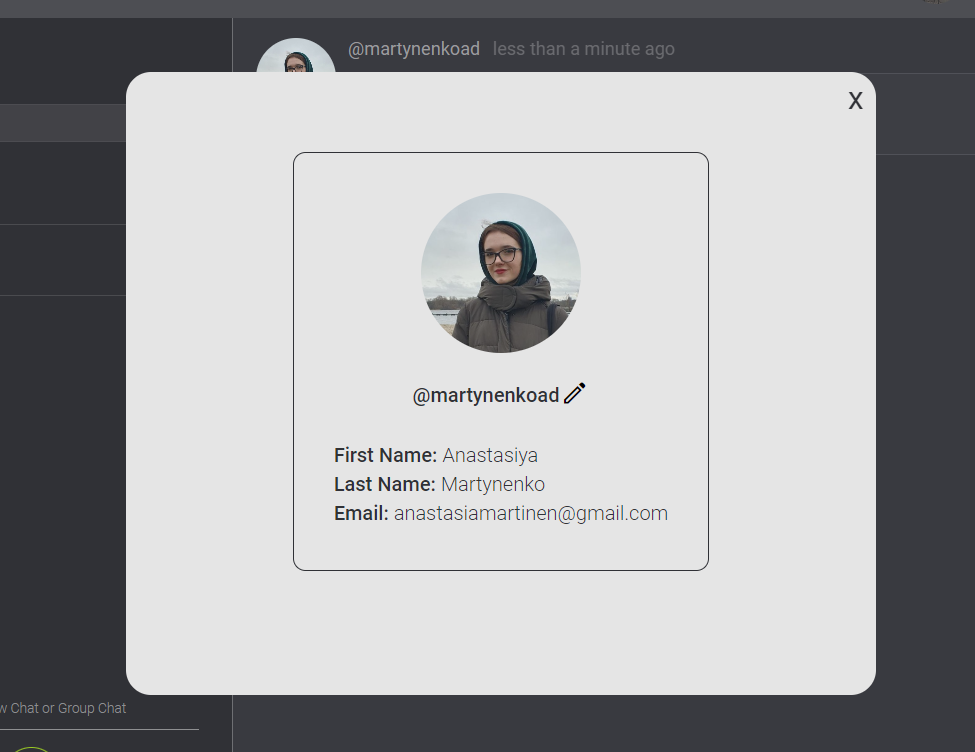 @martynenkoad less than a minute ago
X
@martynenkoad
First Name: Anastasiya
Last Name: Martynenko
Email: anastasiamartinen@gmail.com
Chat or Group Chat